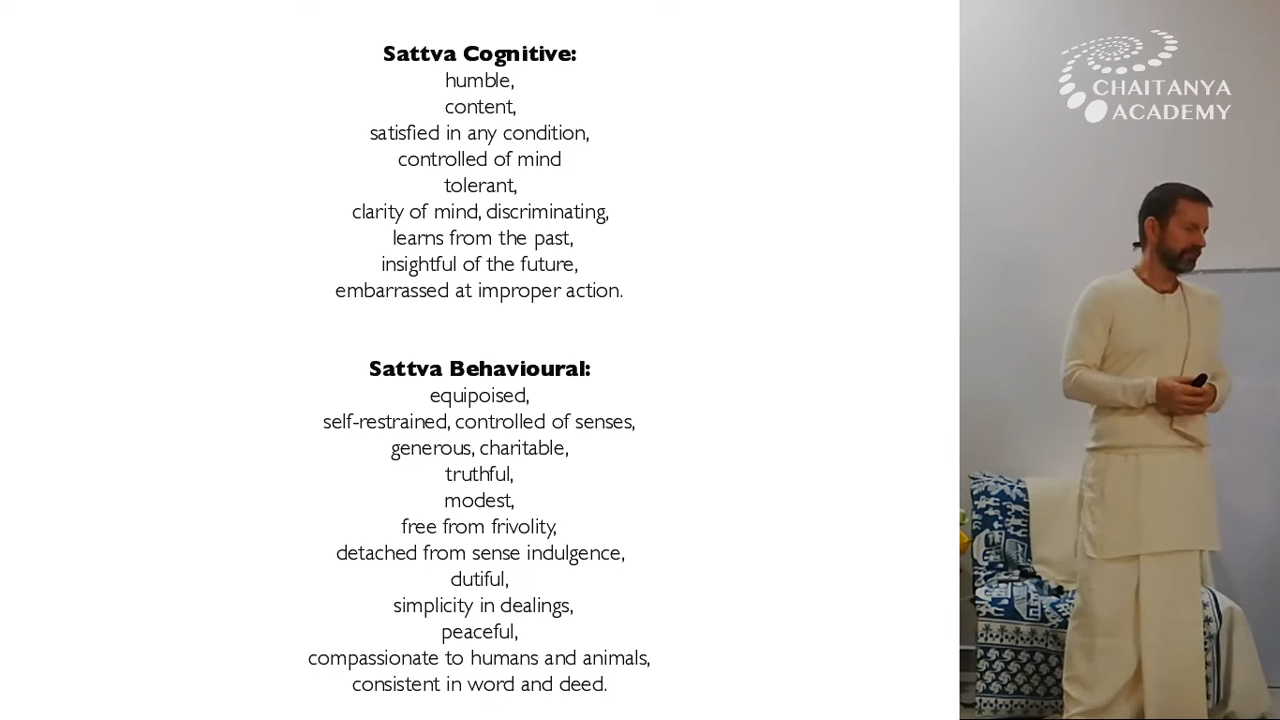 Sattva Cognitive:
humble,
content,
satisfied in any condition,
controlled of mind
tolerant,
clarity of mind, discriminating,
learns from the past,
insightful of the future,
embarrassed at improper action.
Sattva Behavioural:
equipoised,
self-restrained, controlled of senses,
generous, charitable,
truthful,
modest,
free from frivolity,
detached from sense indulgence,
dutiful,
simplicity in dealings,
peaceful,
compassionate to humans and animals,
consistent in word and deed.
CHAITANYA
ACADEMY